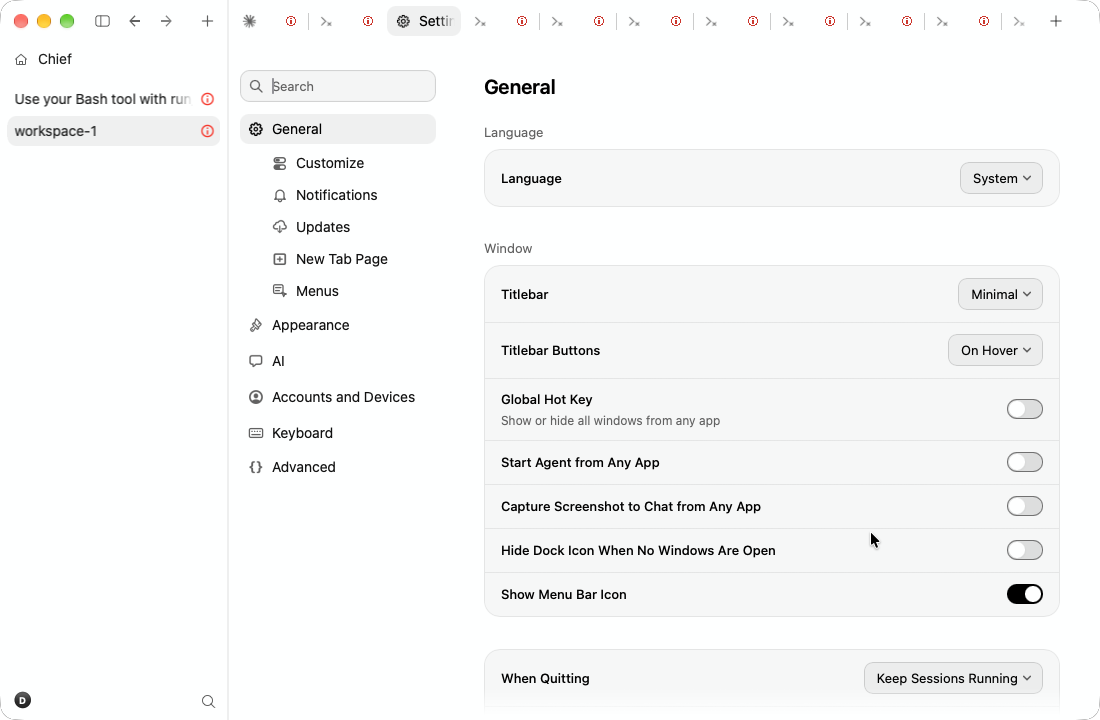 Chief
Use your Bash tool with run
workspace-1
D
Settin
Search
General
Customize
Notifications
Updates
New Tab Page
Menus
Appearance
AI
Accounts and Devices
Keyboard
Advanced
General
Language
Language
System
Window
Titlebar
Minimal
Titlebar Buttons
On Hover
Global Hot Key
Show or hide all windows from any app
Start Agent from Any App
Capture Screenshot to Chat from Any App
Hide Dock Icon When No Windows Are Open
Show Menu Bar Icon
When Quitting
Keep Sessions Running